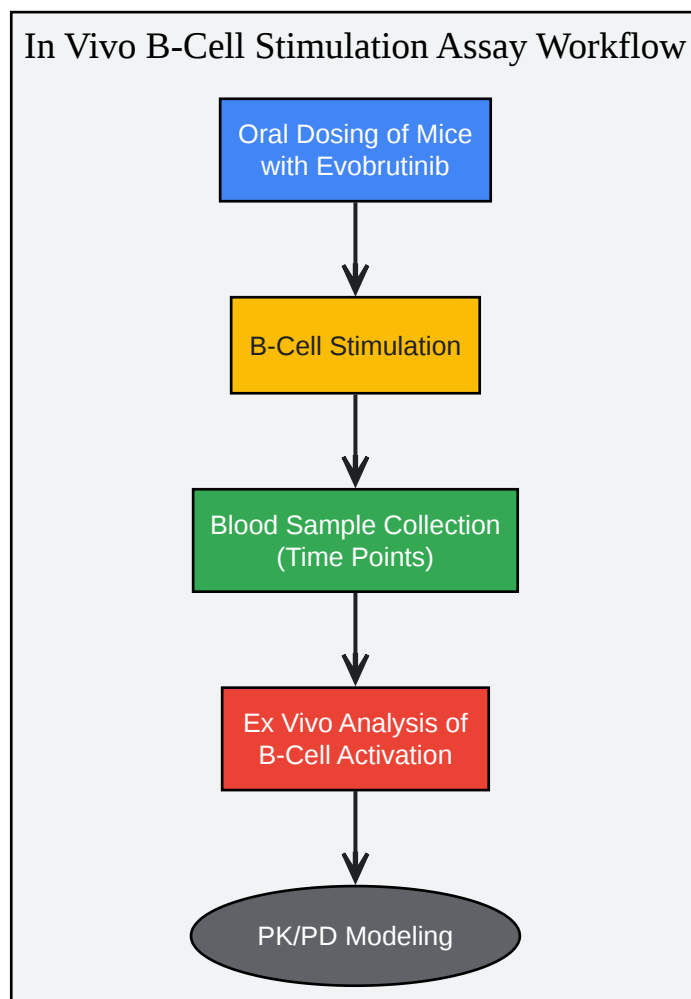 In Vivo B-Cell Stimulation Assay Workflow
Oral Dosing of Mice
with Evobrutinib
B-Cell Stimulation
Blood Sample Collection
(Time Points)
Ex Vivo Analysis of
B-Cell Activation
PK/PD Modeling